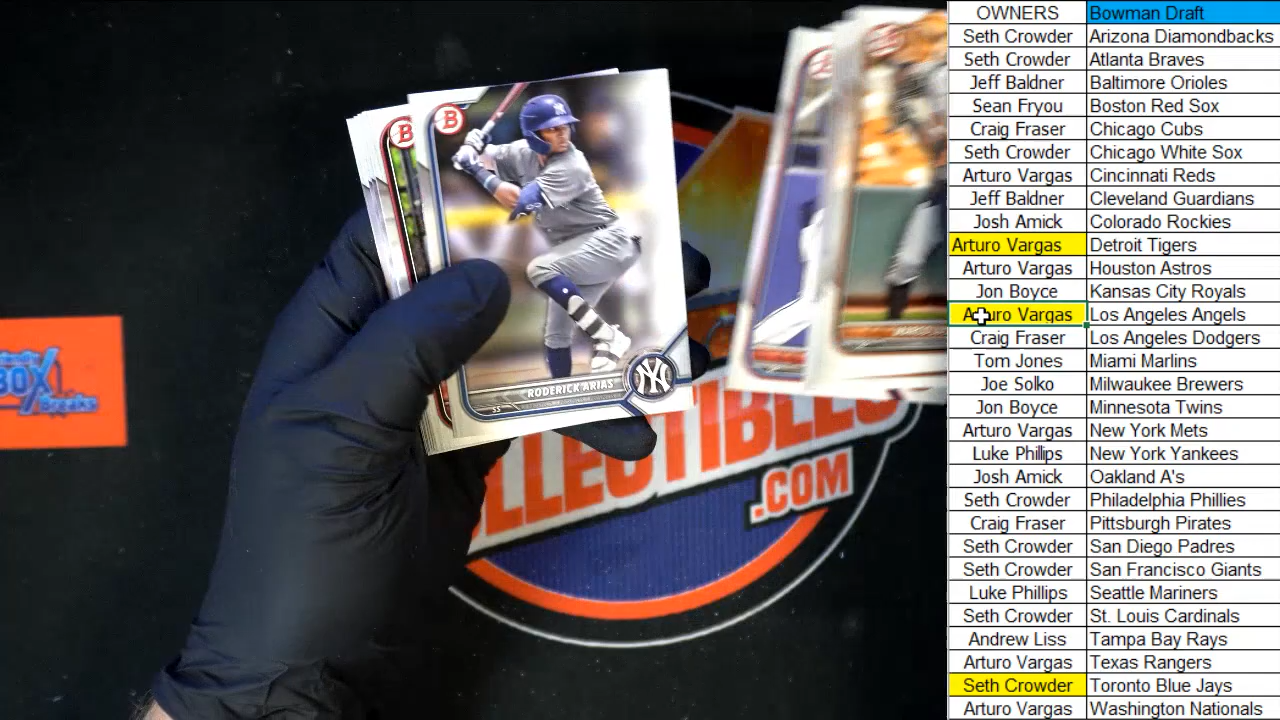 B
B
RODERICK ARIAS
SS
NY
BOX
Breaks
LLECTIBLES
.COM
OWNERS Bowman Draft
Seth Crowder Arizona Diamondbacks
Seth Crowder Atlanta Braves
Jeff Baldner Baltimore Orioles
Sean Fryou Boston Red Sox
Craig Fraser Chicago Cubs
Seth Crowder Chicago White Sox
Arturo Vargas Cincinnati Reds
Jeff Baldner Cleveland Guardians
Josh Amick Colorado Rockies
Arturo Vargas Detroit Tigers
Arturo Vargas Houston Astros
Jon Boyce Kansas City Royals
Arturo Vargas Los Angeles Angels
Craig Fraser Los Angeles Dodgers
Tom Jones Miami Marlins
Joe Solko Milwaukee Brewers
Jon Boyce Minnesota Twins
Arturo Vargas New York Mets
Luke Phillips New York Yankees
Josh Amick Oakland A's
Seth Crowder Philadelphia Phillies
Craig Fraser Pittsburgh Pirates
Seth Crowder San Diego Padres
Seth Crowder San Francisco Giants
Luke Phillips Seattle Mariners
Seth Crowder St. Louis Cardinals
Andrew Liss Tampa Bay Rays
Arturo Vargas Texas Rangers
Seth Crowder Toronto Blue Jays
Arturo Vargas Washington Nationals